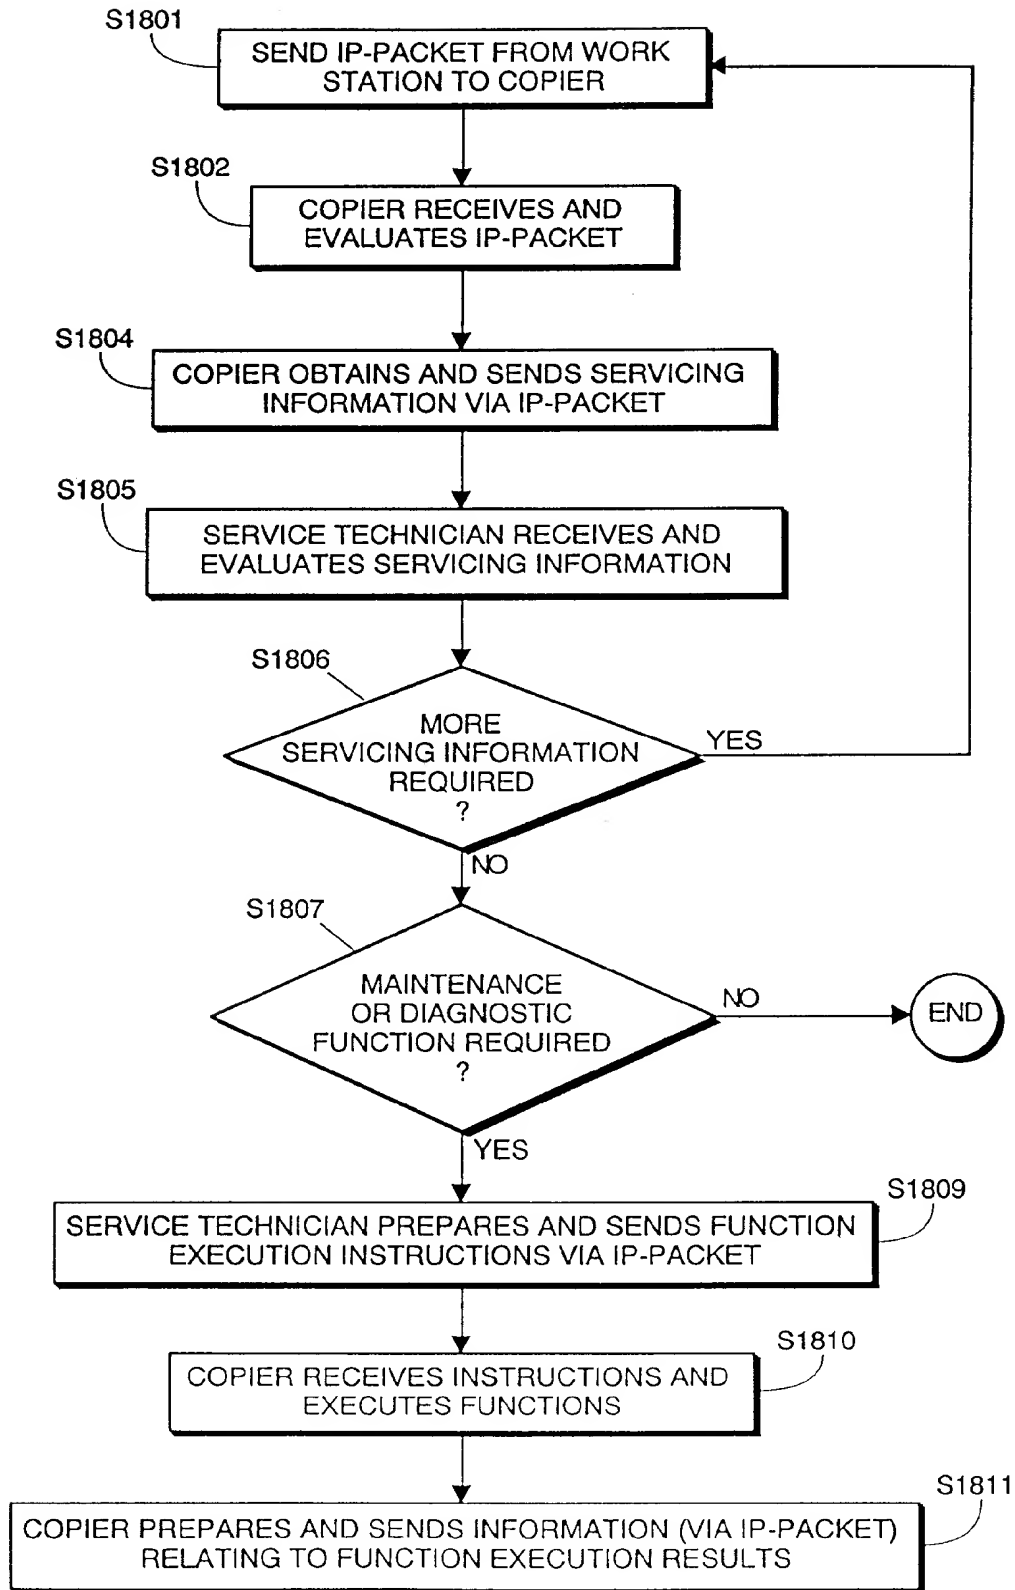 S1801
SEND IP-PACKET FROM WORK
STATION TO COPIER
S1802
COPIER RECEIVES AND
EVALUATES IP-PACKET
S1804
COPIER OBTAINS AND SENDS SERVICING
INFORMATION VIA IP-PACKET
S1805
SERVICE TECHNICIAN RECEIVES AND
EVALUATES SERVICING INFORMATION
S1806
MORE
SERVICING INFORMATION
REQUIRED
?
YES
NO
S1807
MAINTENANCE
OR DIAGNOSTIC
FUNCTION REQUIRED
?
NO
END
YES
S1809
SERVICE TECHNICIAN PREPARES AND SENDS FUNCTION
EXECUTION INSTRUCTIONS VIA IP-PACKET
S1810
COPIER RECEIVES INSTRUCTIONS AND
EXECUTES FUNCTIONS
S1811
COPIER PREPARES AND SENDS INFORMATION (VIA IP-PACKET)
RELATING TO FUNCTION EXECUTION RESULTS